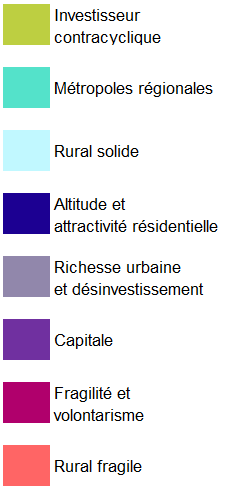 Investisseur
contracyclique
Métropoles régionales
Rural solide
Altitude et
attractivité résidentielle
Richesse urbaine
et désinvestissement
Capitale
Fragilité et
volontarisme
Rural fragile